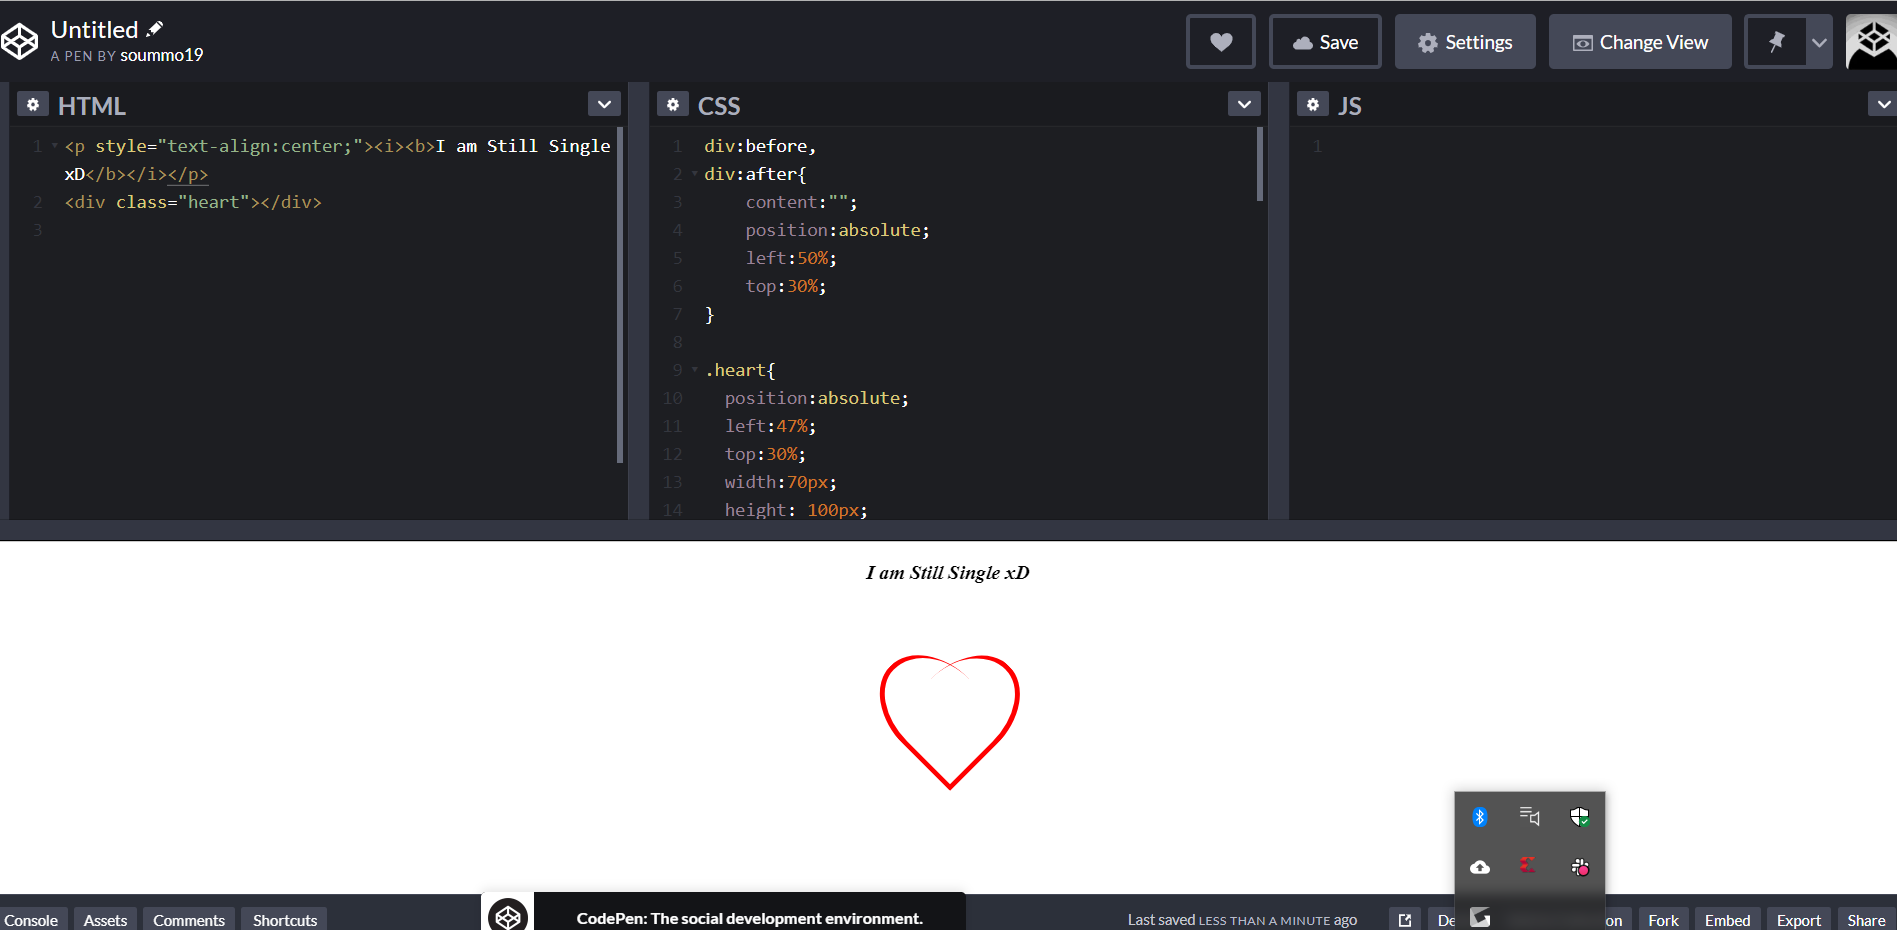 Untitled
A PEN BY soummo19
Save
Settings
Change View
HTML
1 <p style="text-align:center;"><i><b>I am Still Single
xD</b></i></p>
2 <div class="heart"></div>
3
CSS
1 div:before,
2 div:after{
3 content:"";
4 position:absolute;
5 left:50%;
6 top:30%;
7 }
8
9 .heart{
10 position:absolute;
11 left:47%;
12 top:30%;
13 width:70px;
14 height: 100px;
JS
1
I am Still Single xD
Console
Assets
Comments
Shortcuts
CodePen: The social development environment.
Last saved LESS THAN A MINUTE ago
De
on
Fork
Embed
Export
Share